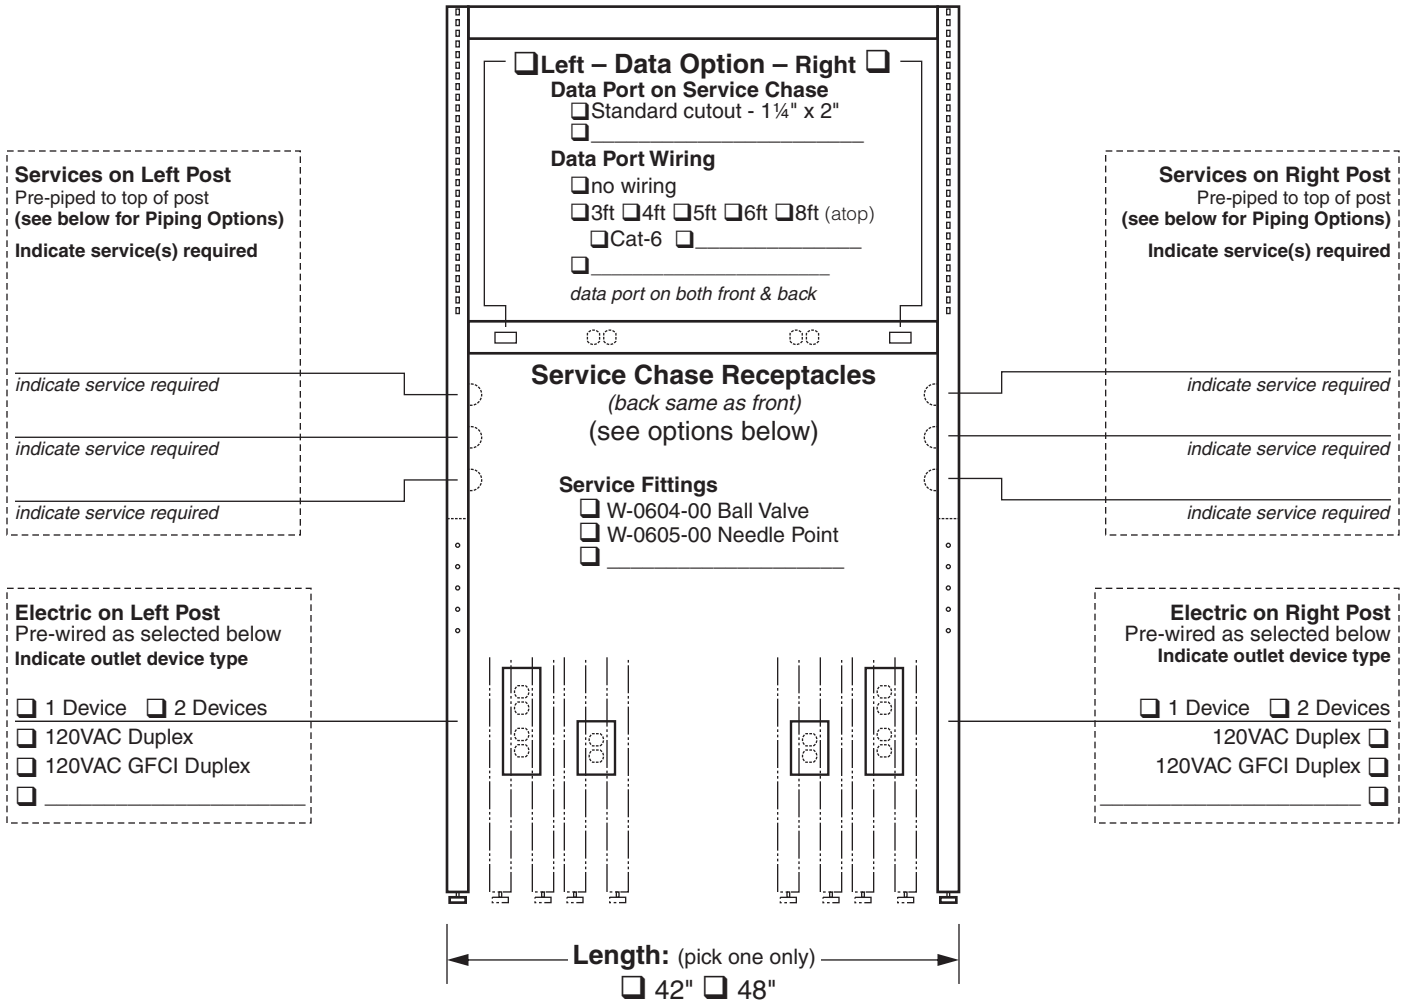 ❑Left – Data Option – Right ❑
Data Port on Service Chase
❑Standard cutout - 1¼" x 2"
❑______________________
Data Port Wiring
❑no wiring
❑3ft ❑4ft ❑5ft ❑6ft ❑8ft (atop)
❑Cat-6 ❑______________
❑____________________
data port on both front & back
Services on Left Post
Pre-piped to top of post
(see below for Piping Options)
Indicate service(s) required
indicate service required
indicate service required
indicate service required
Services on Right Post
Pre-piped to top of post
(see below for Piping Options)
Indicate service(s) required
indicate service required
indicate service required
indicate service required
Service Chase Receptacles
(back same as front)
(see options below)
Service Fittings
❑ W-0604-00 Ball Valve
❑ W-0605-00 Needle Point
❑ ____________________
Electric on Left Post
Pre-wired as selected below
Indicate outlet device type
❑ 1 Device ❑ 2 Devices
❑ 120VAC Duplex
❑ 120VAC GFCI Duplex
❑ ______________________
Electric on Right Post
Pre-wired as selected below
Indicate outlet device type
❑ 1 Device ❑ 2 Devices
120VAC Duplex ❑
120VAC GFCI Duplex ❑
______________________ ❑
Length: (pick one only)
❑ 42" ❑ 48"